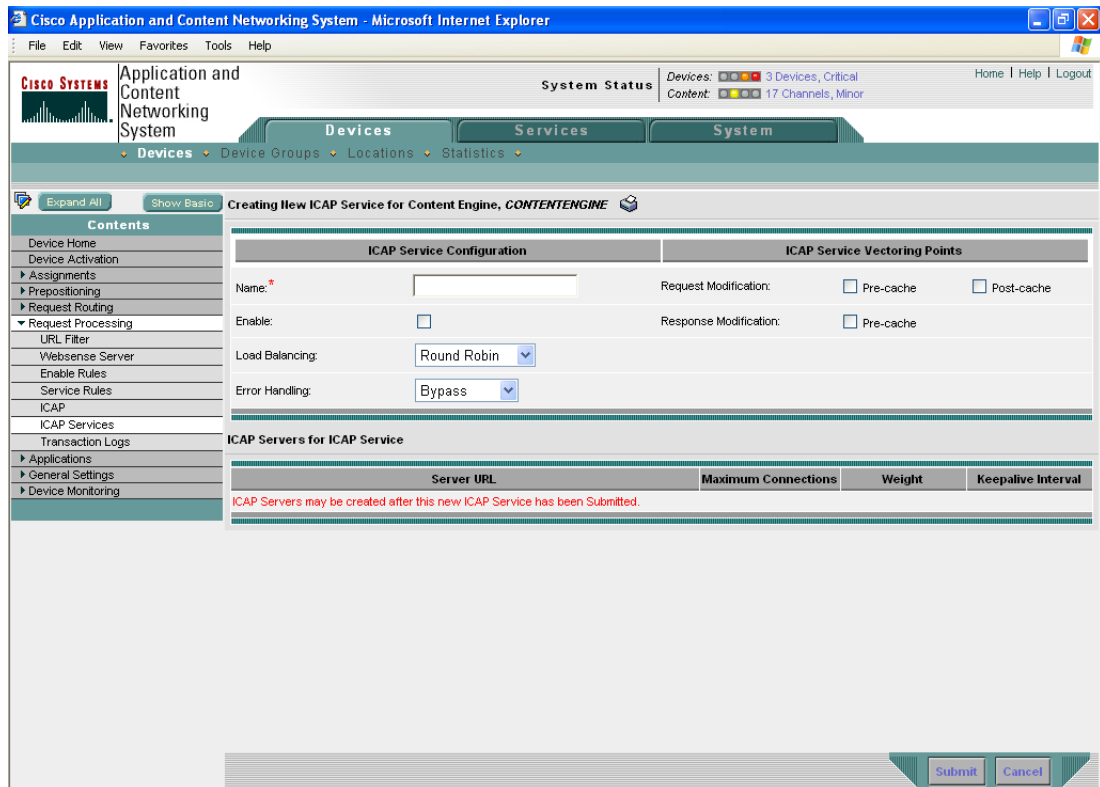 Cisco Application and Content Networking System - Microsoft Internet Explorer
File Edit View Favorites Tools Help
CISCO SYSTEMS
Application and
Content
Networking
System
System Status
Devices: 3 Devices, Critical
Content: 17 Channels, Minor
Home | Help | Logout
Devices Services System
Devices Device Groups Locations Statistics
Expand All Show Basic
Contents
Device Home
Device Activation
Assignments
Prepositioning
Request Routing
Request Processing
URL Filter
Websense Server
Enable Rules
Service Rules
ICAP
ICAP Services
Transaction Logs
Applications
General Settings
Device Monitoring
Creating New ICAP Service for Content Engine, CONTENTENGINE
ICAP Service Configuration ICAP Service Vectoring Points
Name:* Request Modification: Pre-cache Post-cache
Enable: Response Modification: Pre-cache
Load Balancing: Round Robin
Error Handling: Bypass
ICAP Servers for ICAP Service
Server URL Maximum Connections Weight Keepalive Interval
ICAP Servers may be created after this new ICAP Service has been Submitted.
Submit Cancel